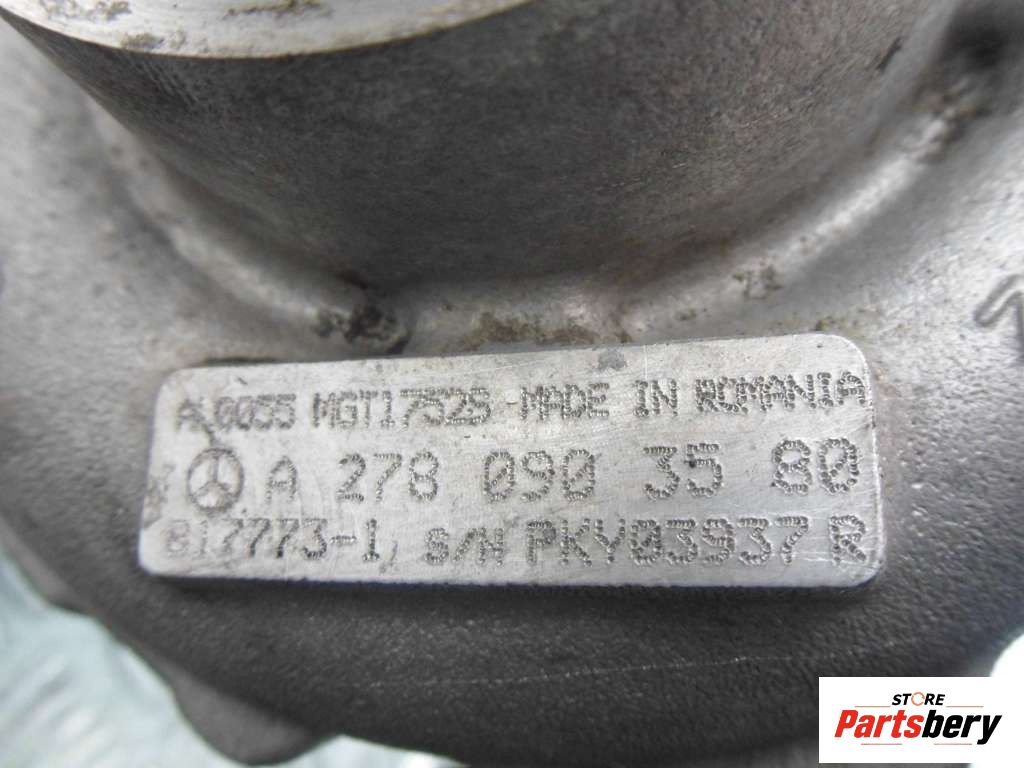 AL0055 MGT1752S MADE IN ROMANIA
A 278 090 35 80
817773-1 S/N PKY03937 R
STORE
Partsbery